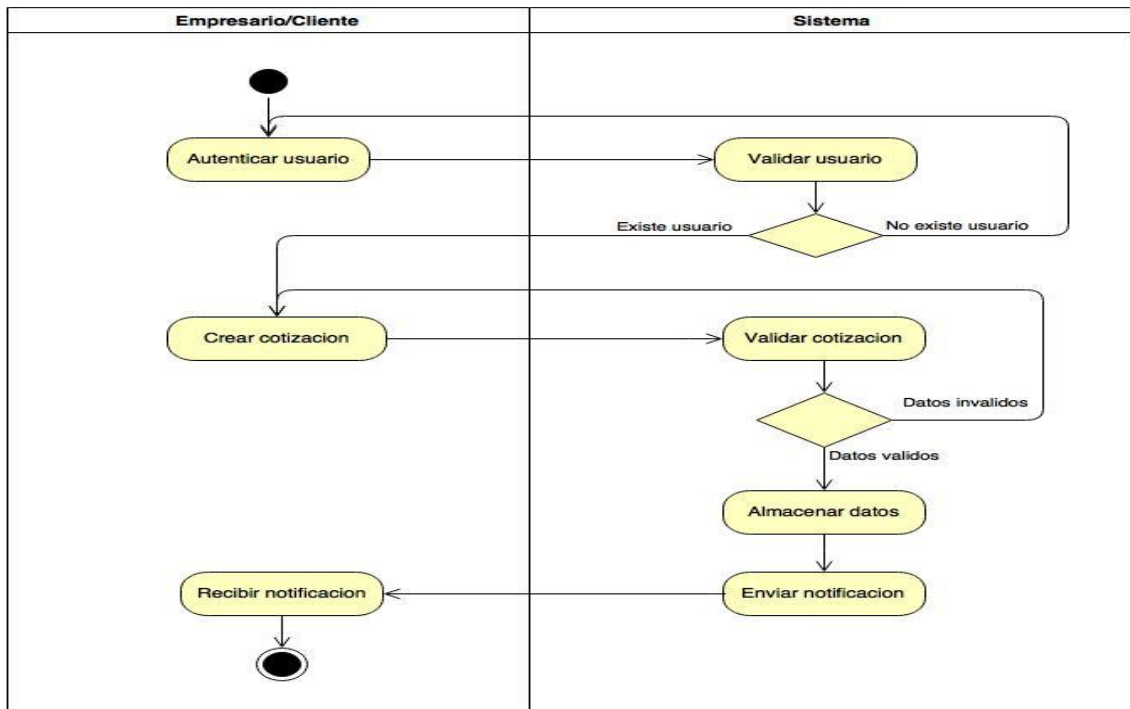 Empresario/Cliente
Sistema
Autenticar usuario
Validar usuario
Existe usuario
No existe usuario
Crear cotizacion
Validar cotizacion
Datos invalidos
Datos validos
Almacenar datos
Recibir notificacion
Enviar notificacion